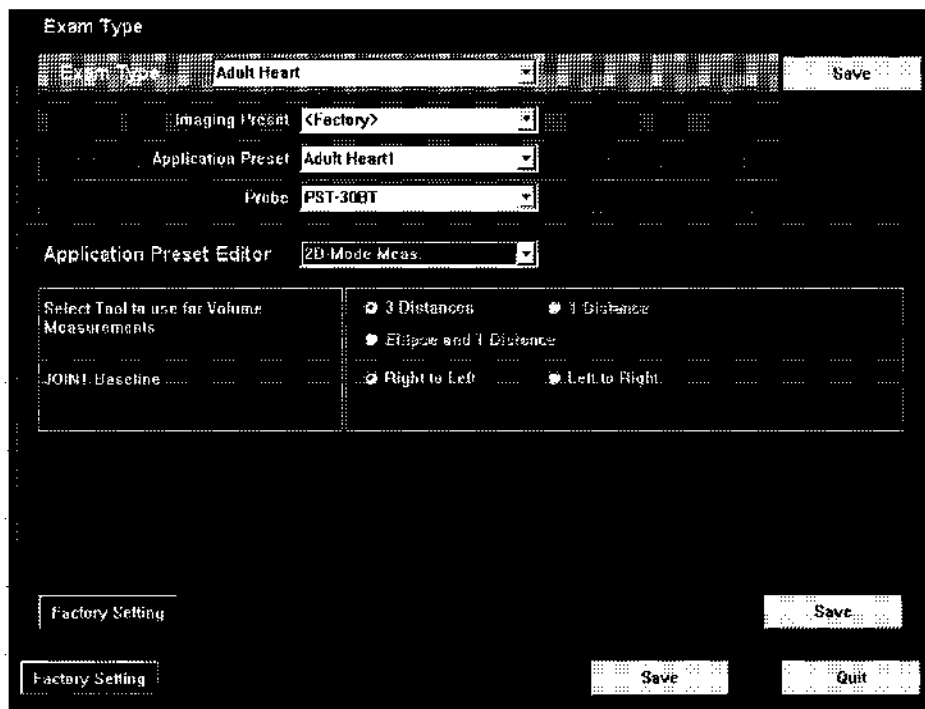 Exam Type
Exam Type Adult Heart Save
Imaging Preset <Factory>
Application Preset Adult Heart1
Probe PST-30BT
Application Preset Editor 2D-Mode Meas.
Select Tool to use for Volume 3 Distances 1 Distance
Measurements
Ellipse and 1 Distance
JOINT Baseline Right to Left Left to Right
Factory Setting Save
Factory Setting Save Quit